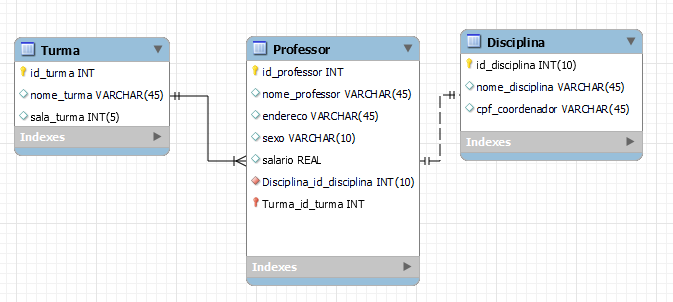 Turma
id_turma INT
nome_turma VARCHAR(45)
sala_turma INT(5)
Indexes
Professor
id_professor INT
nome_professor VARCHAR(45)
endereco VARCHAR(45)
sexo VARCHAR(10)
salario REAL
Disciplina_id_disciplina INT(10)
Turma_id_turma INT
Indexes
Disciplina
id_disciplina INT(10)
nome_disciplina VARCHAR(45)
cpf_coordenador VARCHAR(45)
Indexes